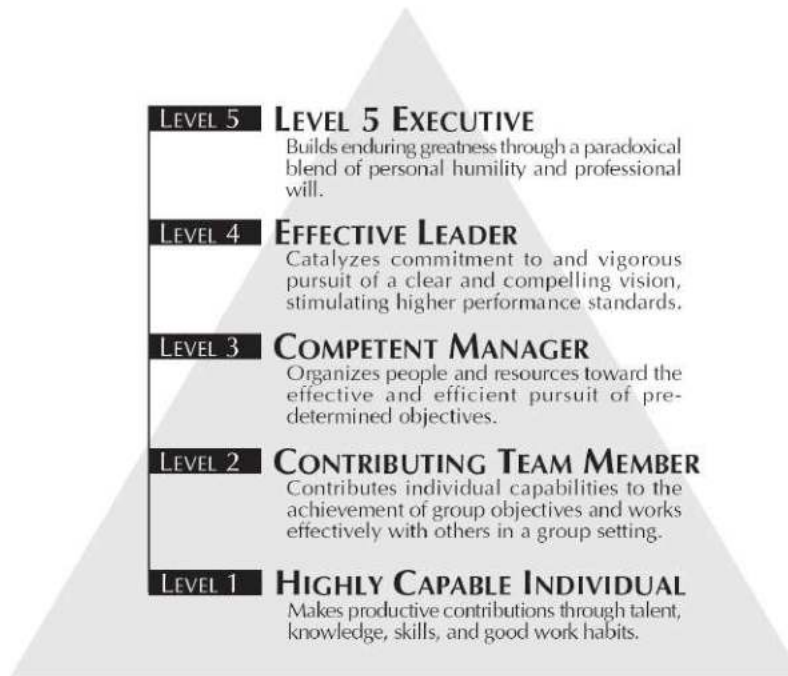 LEVEL 5 LEVEL 5 EXECUTIVE
Builds enduring greatness through a paradoxical
blend of personal humility and professional
will.
LEVEL 4 EFFECTIVE LEADER
Catalyzes commitment to and vigorous
pursuit of a clear and compelling vision,
stimulating higher performance standards.
LEVEL 3 COMPETENT MANAGER
Organizes people and resources toward the
effective and efficient pursuit of pre-
determined objectives.
LEVEL 2 CONTRIBUTING TEAM MEMBER
Contributes individual capabilities to the
achievement of group objectives and works
effectively with others in a group setting.
LEVEL 1 HIGHLY CAPABLE INDIVIDUAL
Makes productive contributions through talent,
knowledge, skills, and good work habits.